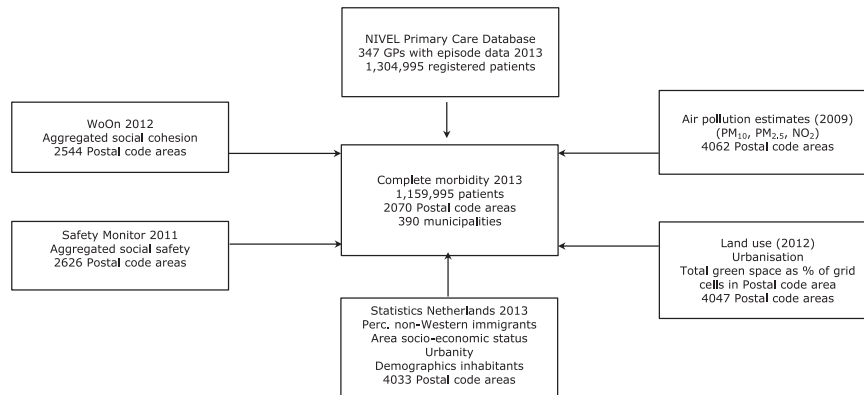 NIVEL Primary Care Database
347 GPs with episode data 2013
1,304,995 registered patients
WoOn 2012
Aggregated social cohesion
2544 Postal code areas
Air pollution estimates (2009)
(PM₁₀, PM₂.₅, NO₂)
4062 Postal code areas
Complete morbidity 2013
1,159,995 patients
2070 Postal code areas
390 municipalities
Safety Monitor 2011
Aggregated social safety
2626 Postal code areas
Land use (2012)
Urbanisation
Total green space as % of grid
cells in Postal code area
4047 Postal code areas
Statistics Netherlands 2013
Perc. non-Western immigrants
Area socio-economic status
Urbanity
Demographics inhabitants
4033 Postal code areas